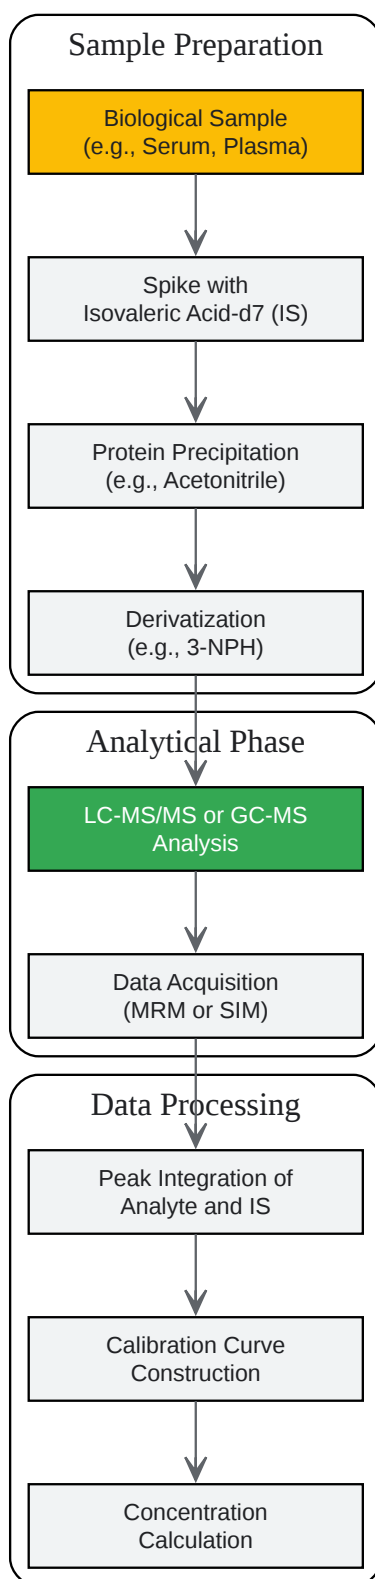 Sample Preparation
Biological Sample
(e.g., Serum, Plasma)
Spike with
Isovaleric Acid-d7 (IS)
Protein Precipitation
(e.g., Acetonitrile)
Derivatization
(e.g., 3-NPH)
Analytical Phase
LC-MS/MS or GC-MS
Analysis
Data Acquisition
(MRM or SIM)
Data Processing
Peak Integration of
Analyte and IS
Calibration Curve
Construction
Concentration
Calculation